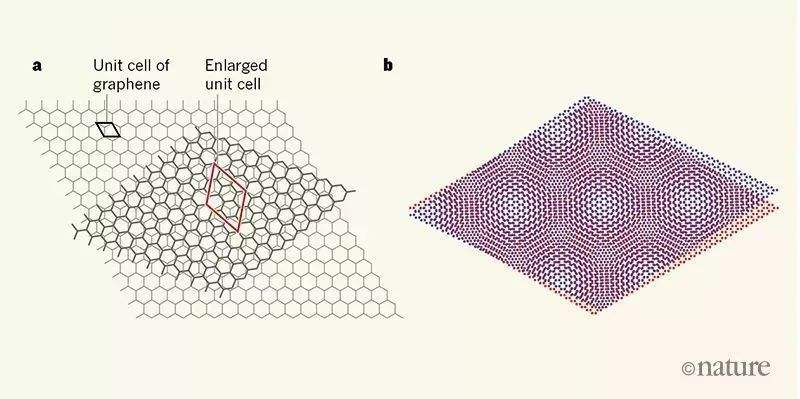 a
Unit cell of
graphene
Enlarged
unit cell
b
©nature